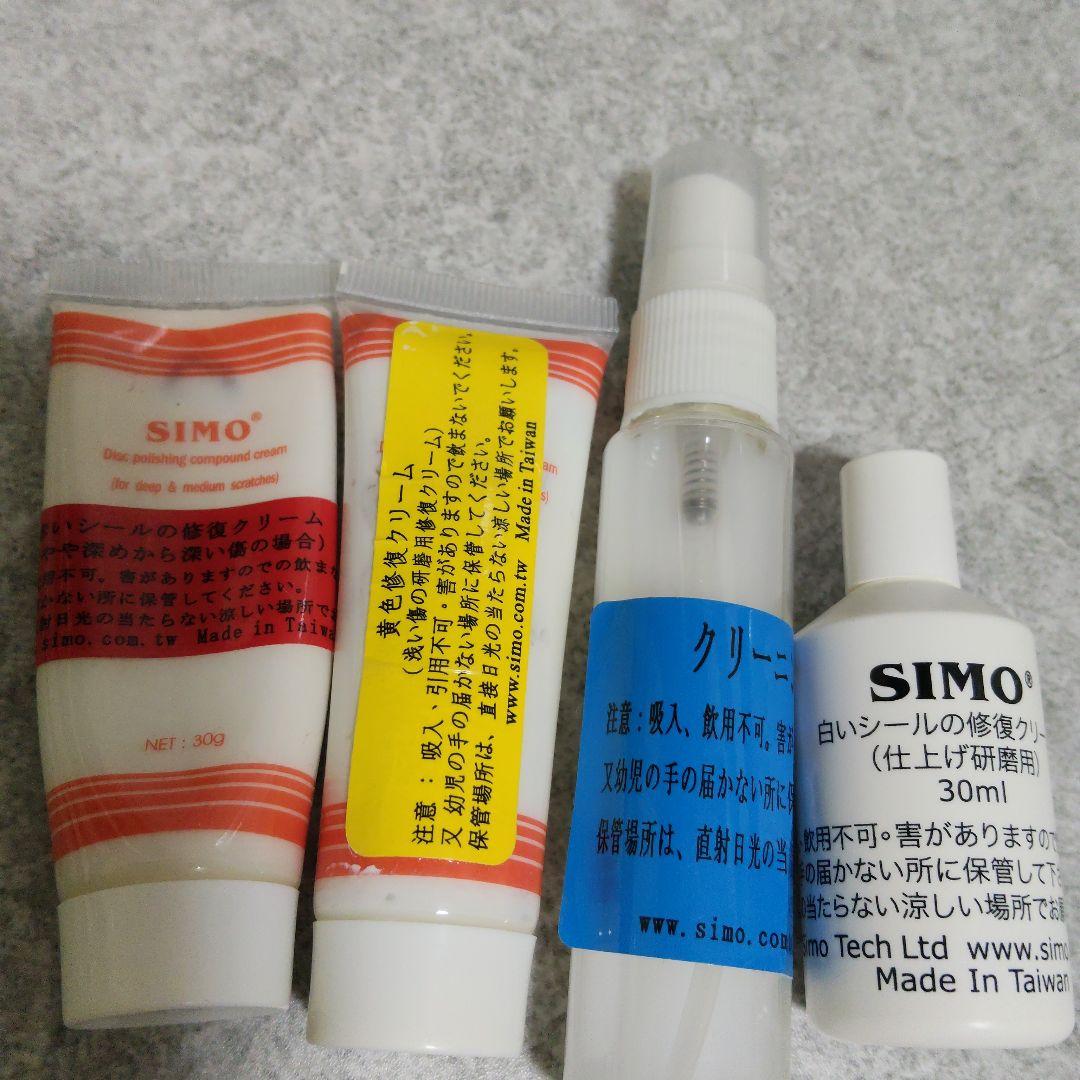 SIMO®
Disc polishing compound cream
(for deep & medium scratches)
いシールの修復クリーム
やや深めから深い傷の場合)
用不可。害がありますので飲ま
かない所に保管してください。
射日光の当たらない涼しい場所で
simo.com.tw Made in Taiwan
NET : 30g
黄色修復クリーム
(浅い傷の研磨用修復クリーム)
注意 : 吸入、引用不可・害がありますので飲まないでください。
又 幼児の手の届かない場所に保管してください。
保管場所は、直接日光の当たらない涼しい場所でお願いします。
www.simo.com.tw Made in Taiwan
am
s)
クリーニ
注意:吸入、飲用不可。害が
又幼児の手の届かない所に保
保管場所は、直射日光の当
www.simo.com
SIMO®
白いシールの修復クリー
(仕上げ研磨用)
30ml
飲用不可。害がありますので
の届かない所に保管して下
当たらない涼しい場所でお
Simo Tech Ltd www.simo
Made In Taiwan